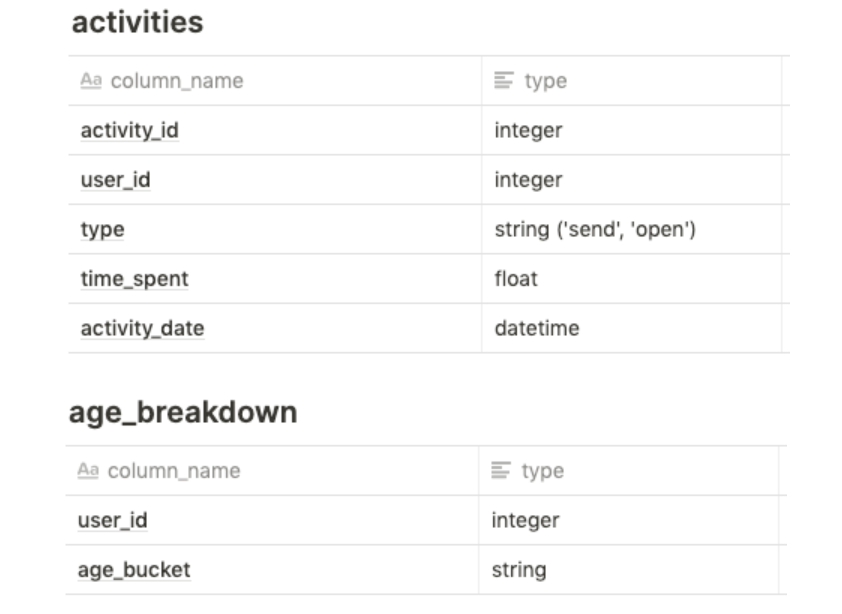 activities
Aa column_name type
activity_id integer
user_id integer
type string ('send', 'open')
time_spent float
activity_date datetime
age_breakdown
Aa column_name type
user_id integer
age_bucket string